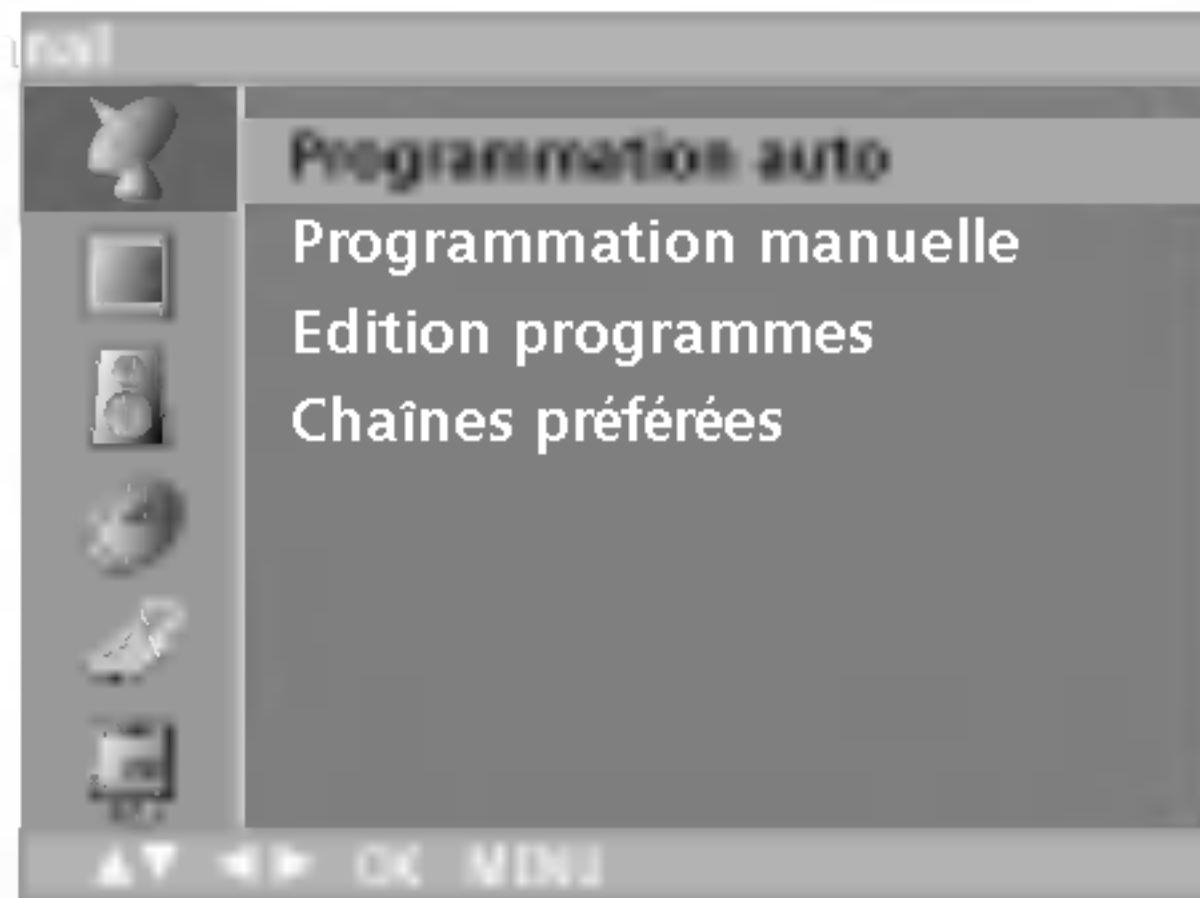 Programmation auto
Programmation manuelle
Edition programmes
Chaînes préférées
OK MENU